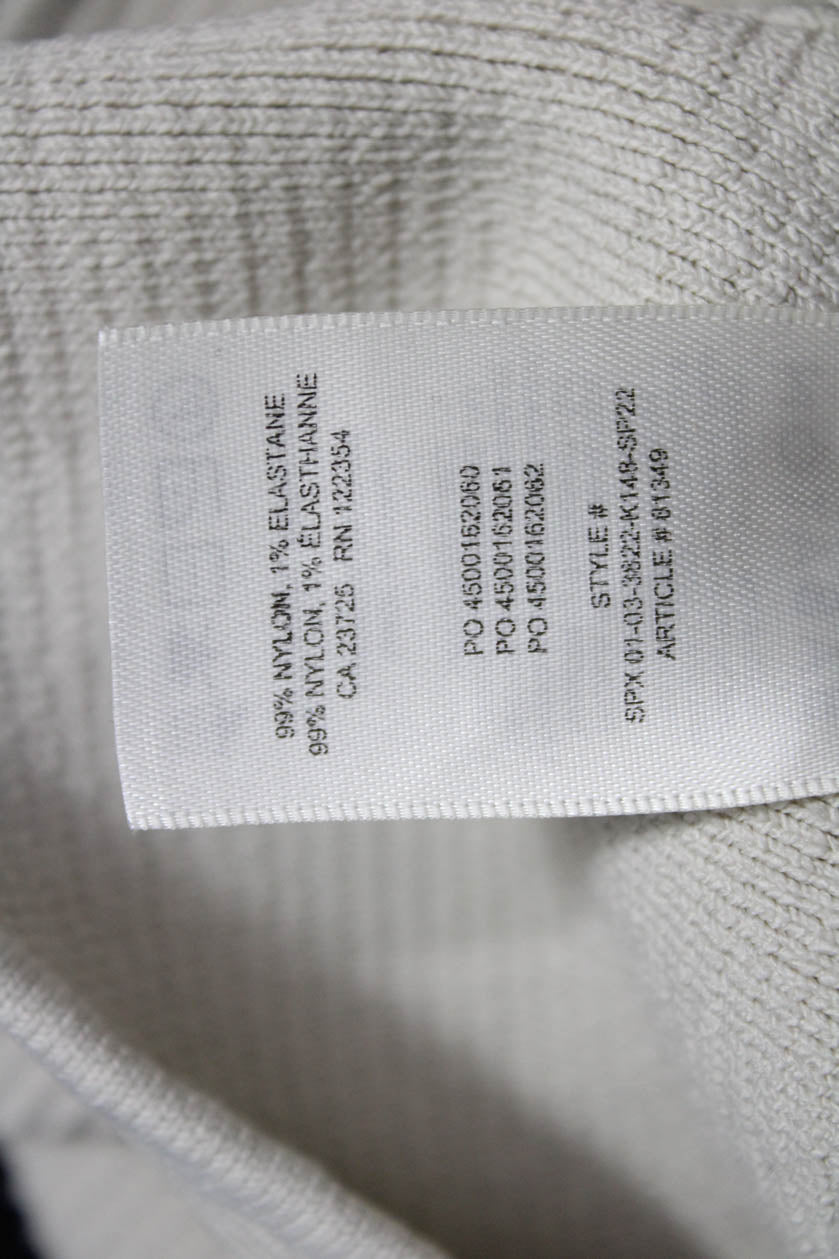 99% NYLON, 1% ELASTANE
99% NYLON, 1% ÉLASTHANNE
CA 23725 RN 122354
PO 4500162060
PO 4500162061
PO 4500162062
STYLE #
SPX 01-03-3822-K148-SP22
ARTICLE # 81349